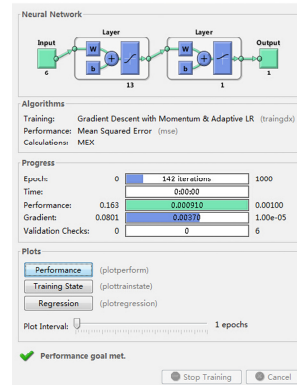 Neural Network
Layer Layer
Input Output
W W
b b
6 1
13 1
Algorithms
Training: Gradient Descent with Momentum & Adaptive LR (traingdx)
Performance: Mean Squared Error (mse)
Calculations: MEX
Progress
Epoch: 0 142 iterations 1000
Time: 0:00:00
Performance: 0.163 0.000910 0.00100
Gradient: 0.0801 0.00370 1.00e-05
Validation Checks: 0 0 6
Plots
Performance (plotperform)
Training State (plottrainstate)
Regression (plotregression)
Plot Interval: 1 epochs
Performance goal met.
Stop Training Cancel